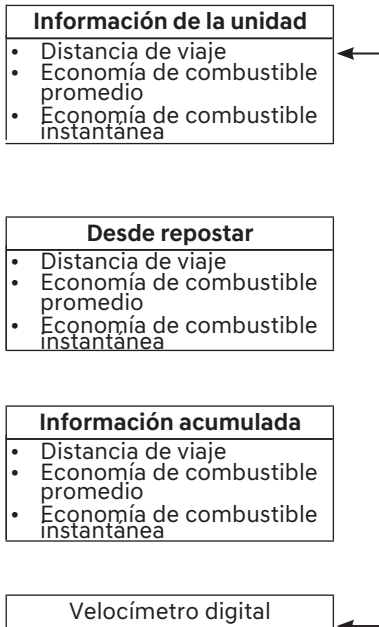 Información de la unidad
• Distancia de viaje
• Economía de combustible
promedio
• Economía de combustible
instantánea
Desde repostar
• Distancia de viaje
• Economía de combustible
promedio
• Economía de combustible
instantánea
Información acumulada
• Distancia de viaje
• Economía de combustible
promedio
• Economía de combustible
instantánea
Velocímetro digital